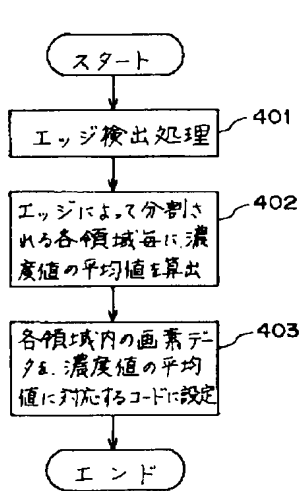 スタート
エッジ検出処理
401
エッジによって分割さ
れる各領域毎に、濃
度値の平均値を算出
402
各領域内の画素デー
タを、濃度値の平均
値に対応するコードに設定
403
エンド